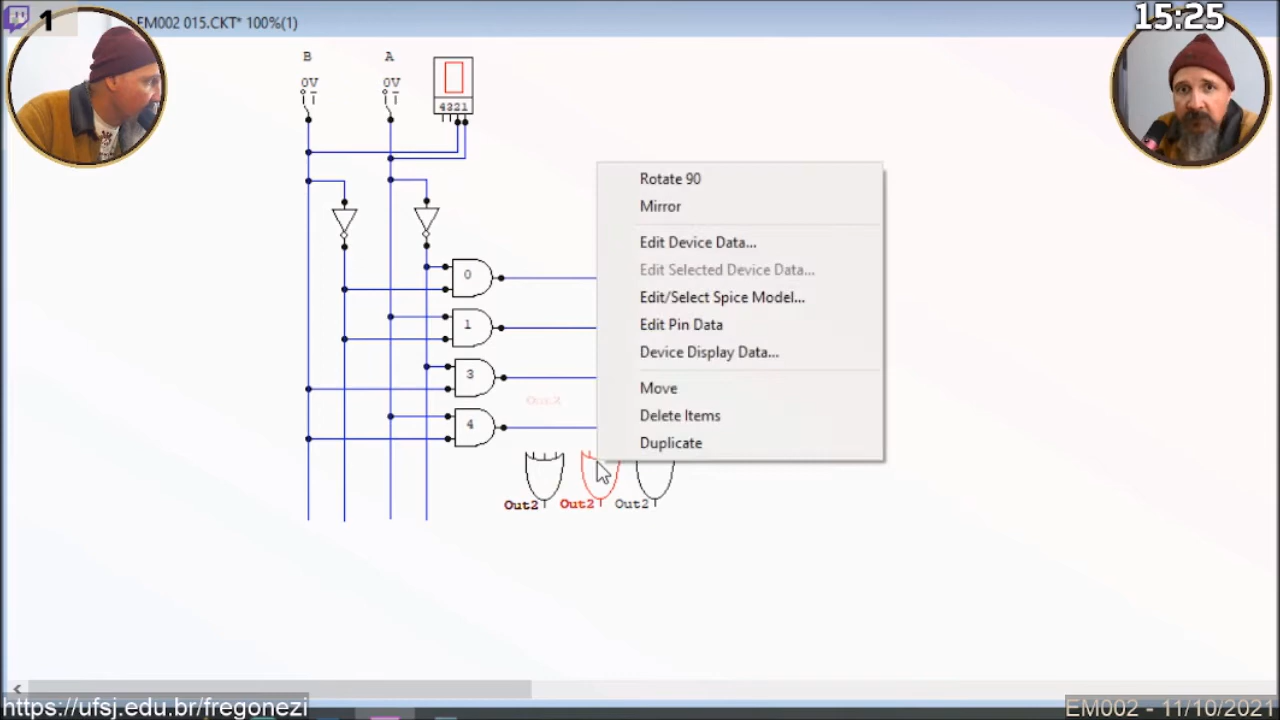 1
EM002 015.CKT* 100%(1)
15:25
B
A
0V
0V
4321
Rotate 90
Mirror
Edit Device Data...
Edit Selected Device Data...
Edit/Select Spice Model...
Edit Pin Data
Device Display Data...
Move
Delete Items
Duplicate
0
1
3
Out2
4
Out2
Out2
Out2
https://ufsj.edu.br/fregonezi
EM002 - 11/10/2021